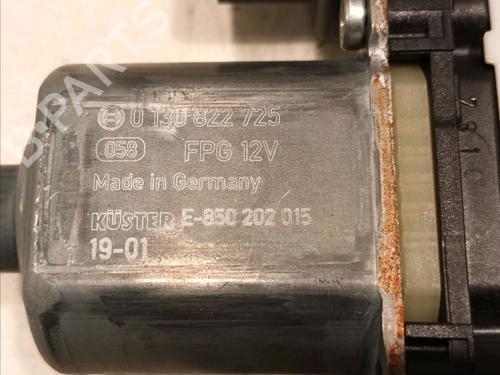 B-PARTS
0 130 822 725
058 FPG 12V
Made in Germany
KÜSTER E-850 202 015
19-01